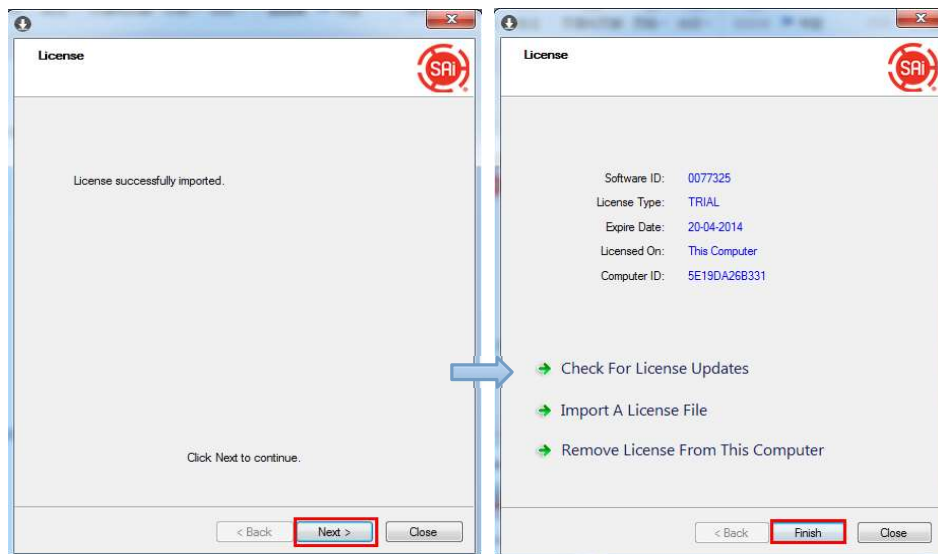 License
SAi
License successfully imported.
Click Next to continue.
< Back Next > Close
License
SAi
Software ID: 0077325
License Type: TRIAL
Expire Date: 20-04-2014
Licensed On: This Computer
Computer ID: 5E19DA26B331
Check For License Updates
Import A License File
Remove License From This Computer
< Back Finish Close